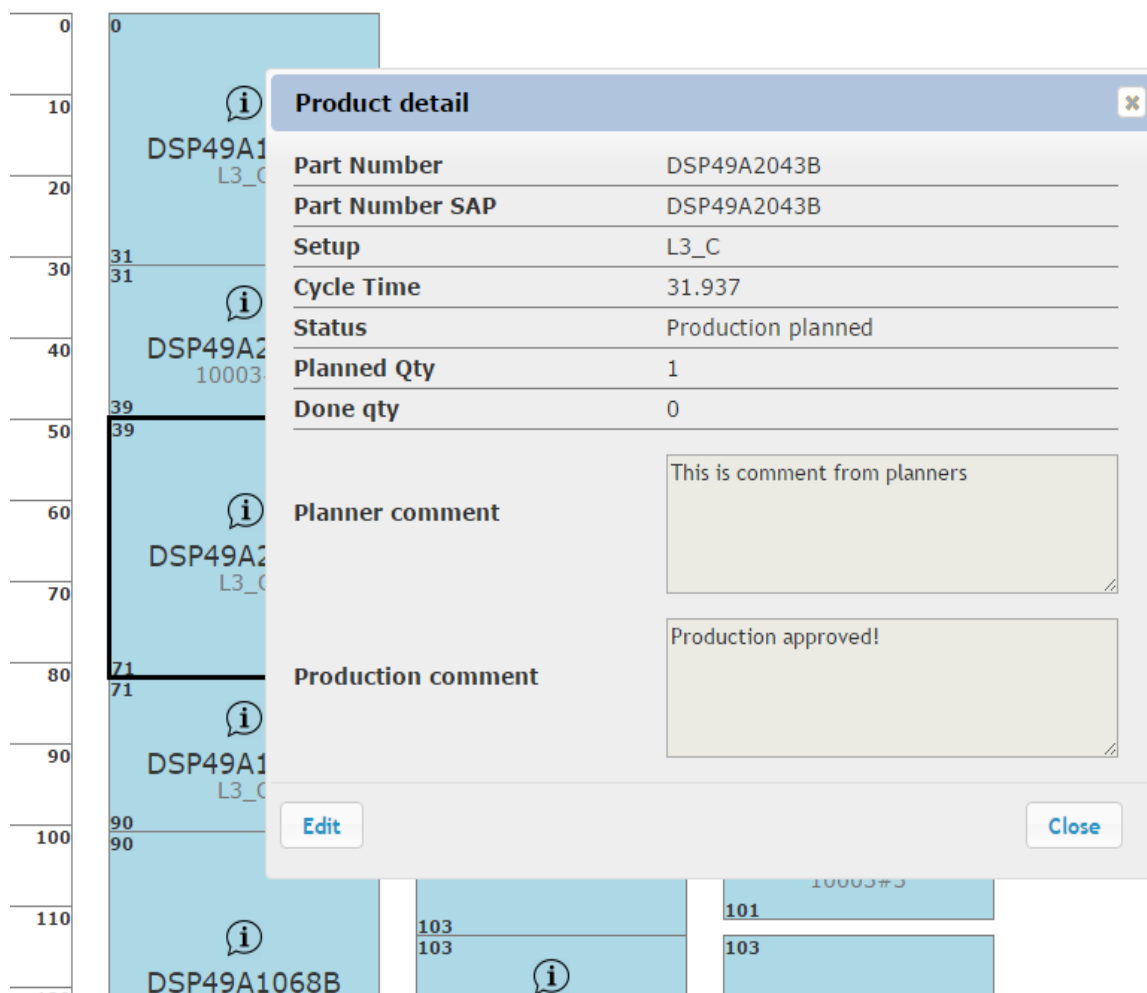 0
0
10
DSP49A1
L3_C
20
31
30
31
DSP49A2
40
10003
39
50
39
60
DSP49A2
L3_C
70
71
80
71
DSP49A1
90
L3_C
90
100
90
110
DSP49A1068B
Product detail
Part Number DSP49A2043B
Part Number SAP DSP49A2043B
Setup L3_C
Cycle Time 31.937
Status Production planned
Planned Qty 1
Done qty 0
Planner comment This is comment from planners
Production comment Production approved!
Edit Close
103
103
101
103